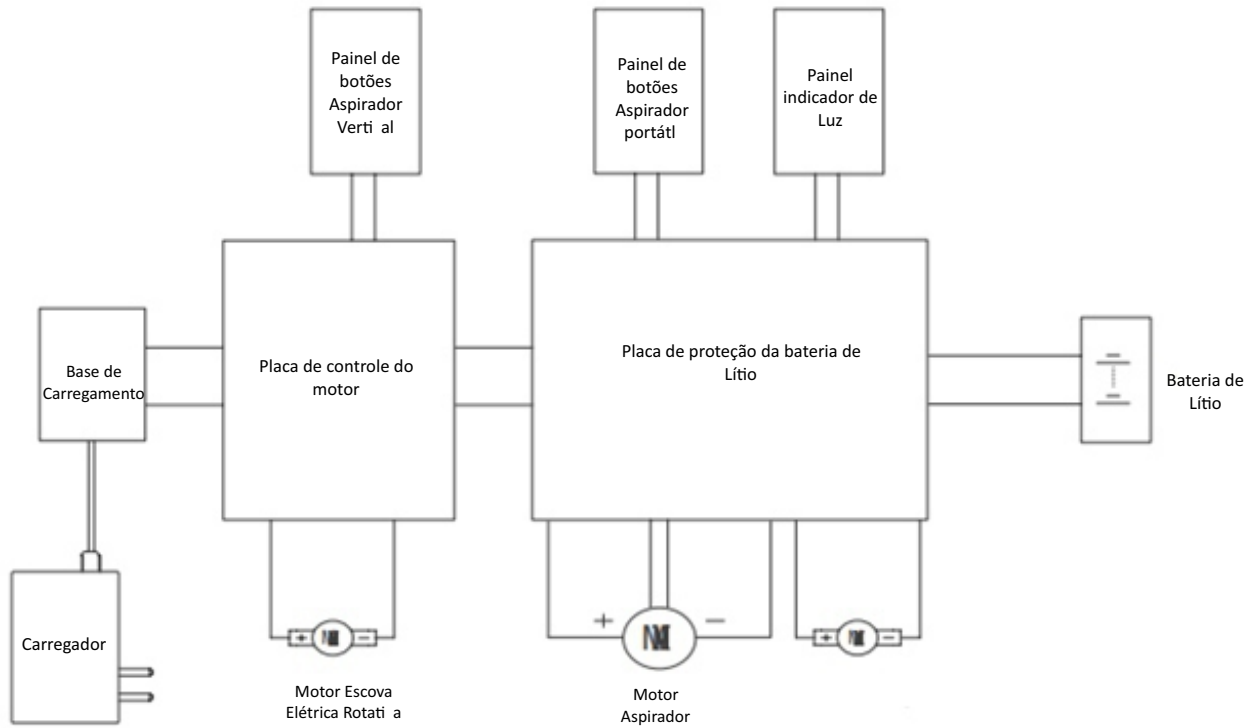 Painel de
botões
Aspirador
Verti al
Painel de
botões
Aspirador
portátl
Painel
indicador de
Luz
Base de
Carregamento
Placa de controle do
motor
Placa de proteção da bateria de
Lítio
Bateria de
Lítio
Carregador
+
-
+
-
+
-
Motor Escova
Elétrica Rotati a
Motor
Aspirador